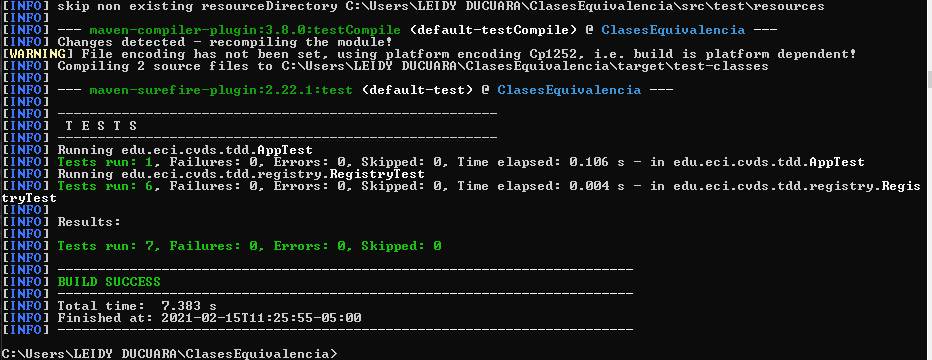 [INFO] skip non existing resourceDirectory C:\Users\LEIDY DUCUARA\ClasesEquivalencia\src\test\resources
[INFO]
[INFO] --- maven-compiler-plugin:3.8.0:testCompile (default-testCompile) @ ClasesEquivalencia ---
[INFO] Changes detected - recompiling the module!
[WARNING] File encoding has not been set, using platform encoding Cp1252, i.e. build is platform dependent!
[INFO] Compiling 2 source files to C:\Users\LEIDY DUCUARA\ClasesEquivalencia\target\test-classes
[INFO]
[INFO] --- maven-surefire-plugin:2.22.1:test (default-test) @ ClasesEquivalencia ---
[INFO]
[INFO] -------------------------------------------------------
[INFO]  T E S T S
[INFO] -------------------------------------------------------
[INFO] Running edu.eci.cvds.tdd.AppTest
[INFO] Tests run: 1, Failures: 0, Errors: 0, Skipped: 0, Time elapsed: 0.106 s - in edu.eci.cvds.tdd.AppTest
[INFO] Running edu.eci.cvds.tdd.registry.RegistryTest
[INFO] Tests run: 6, Failures: 0, Errors: 0, Skipped: 0, Time elapsed: 0.004 s - in edu.eci.cvds.tdd.registry.Regis
tryTest
[INFO]
[INFO] Results:
[INFO]
[INFO] Tests run: 7, Failures: 0, Errors: 0, Skipped: 0
[INFO]
[INFO] ------------------------------------------------------------------------
[INFO] BUILD SUCCESS
[INFO] ------------------------------------------------------------------------
[INFO] Total time:  7.383 s
[INFO] Finished at: 2021-02-15T11:25:55-05:00
[INFO] ------------------------------------------------------------------------
C:\Users\LEIDY DUCUARA\ClasesEquivalencia>